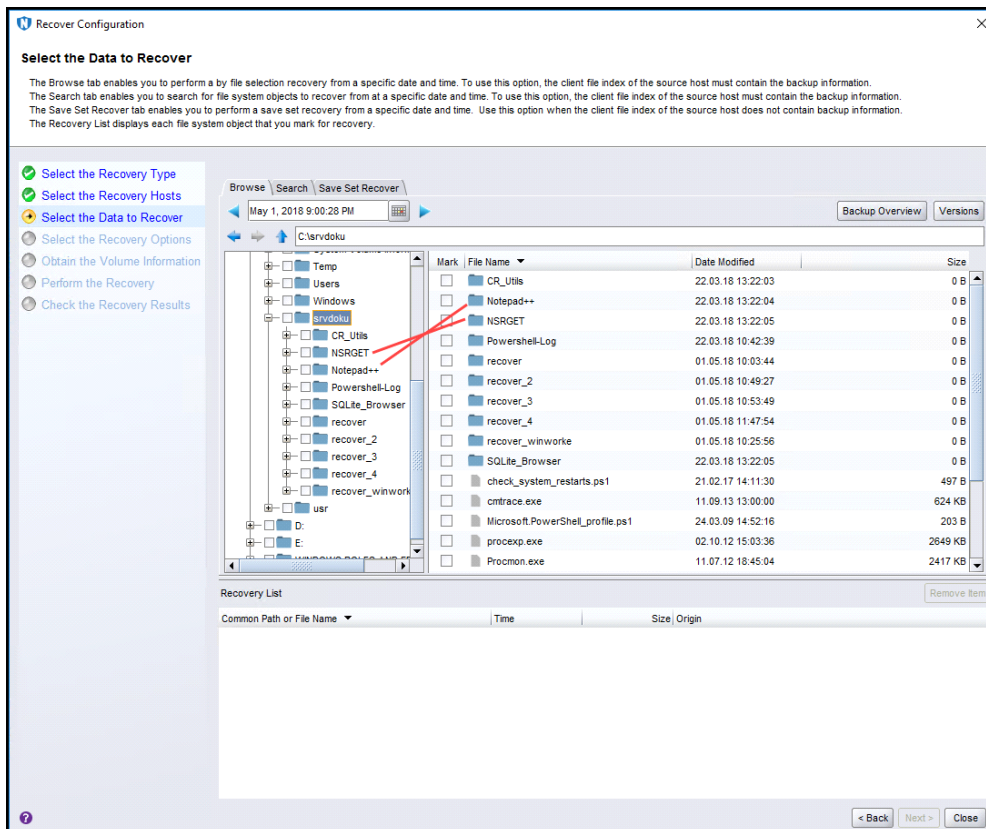 Recover Configuration
Select the Data to Recover
The Browse tab enables you to perform a by file selection recovery from a specific date and time. To use this option, the client file index of the source host must contain the backup information.
The Search tab enables you to search for file system objects to recover from at a specific date and time. To use this option, the client file index of the source host must contain the backup information.
The Save Set Recover tab enables you to perform a save set recovery from a specific date and time. Use this option when the client file index of the source host does not contain backup information.
The Recovery List displays each file system object that you mark for recovery.
Select the Recovery Type
Select the Recovery Hosts
Select the Data to Recover
Select the Recovery Options
Obtain the Volume Information
Perform the Recovery
Check the Recovery Results
Browse Search Save Set Recover
May 1, 2018 9:00:28 PM Backup Overview Versions
C:\srvdoku
Temp
Users
Windows
srvdoku
CR_Utils
NSRGET
Notepad++
Powershell-Log
SQLite_Browser
recover
recover_2
recover_3
recover_4
recover_winworke
usr
D:
E:
Mark File Name Date Modified Size
CR_Utils 22.03.18 13:22:03 0 B
Notepad++ 22.03.18 13:22:04 0 B
NSRGET 22.03.18 13:22:05 0 B
Powershell-Log 22.03.18 10:42:39 0 B
recover 01.05.18 10:03:44 0 B
recover_2 01.05.18 10:49:27 0 B
recover_3 01.05.18 10:53:49 0 B
recover_4 01.05.18 11:47:54 0 B
recover_winworke 01.05.18 10:25:56 0 B
SQLite_Browser 22.03.18 13:22:05 0 B
check_system_restarts.ps1 21.02.17 14:11:30 497 B
cmtrace.exe 11.09.13 13:00:00 624 KB
Microsoft.PowerShell_profile.ps1 24.03.09 14:52:16 203 B
procexp.exe 02.10.12 15:03:36 2649 KB
Procmon.exe 11.07.12 18:45:04 2417 KB
Recovery List Remove Item
Common Path or File Name Time Size Origin
? < Back Next > Close